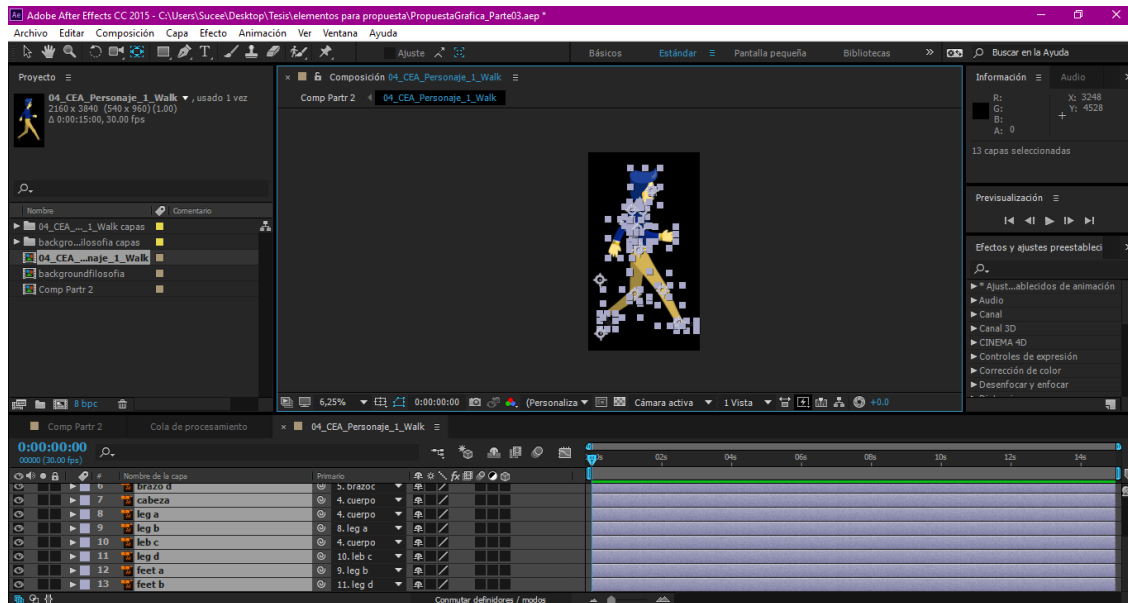 Ae Adobe After Effects CC 2015 - C:\Users\Sucee\Desktop\Tesis\elementos para propuesta\PropuestaGrafica_Parte03.aep *
Archivo Editar Composición Capa Efecto Animación Ver Ventana Ayuda
Ajuste Básicos Estándar Pantalla pequeña Bibliotecas Buscar en la Ayuda
Proyecto
04_CEA_Personaje_1_Walk , usado 1 vez
2160 x 3840 (540 x 960) (1.00)
Δ 0:00:15:00, 30.00 fps)
Nombre Comentario
04_CEA_..._1_Walk capas
backgro...ilosofia capas
04_CEA_...naje_1_Walk
backgroundfilosofia
Comp Partr 2
8 bpc
Composición 04_CEA_Personaje_1_Walk
Comp Partr 2 04_CEA_Personaje_1_Walk
6,25% 0:00:00:00 (Personaliza Cámara activa 1 Vista +0.0
Información Audio
R: X: 3248
G: Y: 4528
B:
A: 0
13 capas seleccionadas
Previsualización
Efectos y ajustes preestableci
* Ajust...ablecidos de animación
Audio
Canal
Canal 3D
CINEMA 4D
Controles de expresión
Corrección de color
Desenfocar y enfocar
Comp Partr 2 Cola de procesamiento 04_CEA_Personaje_1_Walk
0:00:00:00
00000 (30.00 fps)
02s 04s 06s 08s 10s 12s 14s
# Nombre de la capa Primario
6 brazo d 5. brazoc
7 cabeza 4. cuerpo
8 leg a 4. cuerpo
9 leg b 8. leg a
10 leb c 4. cuerpo
11 leg d 10. leb c
12 feet a 9. leg b
13 feet b 11. leg d
Conmutar definidores / modos